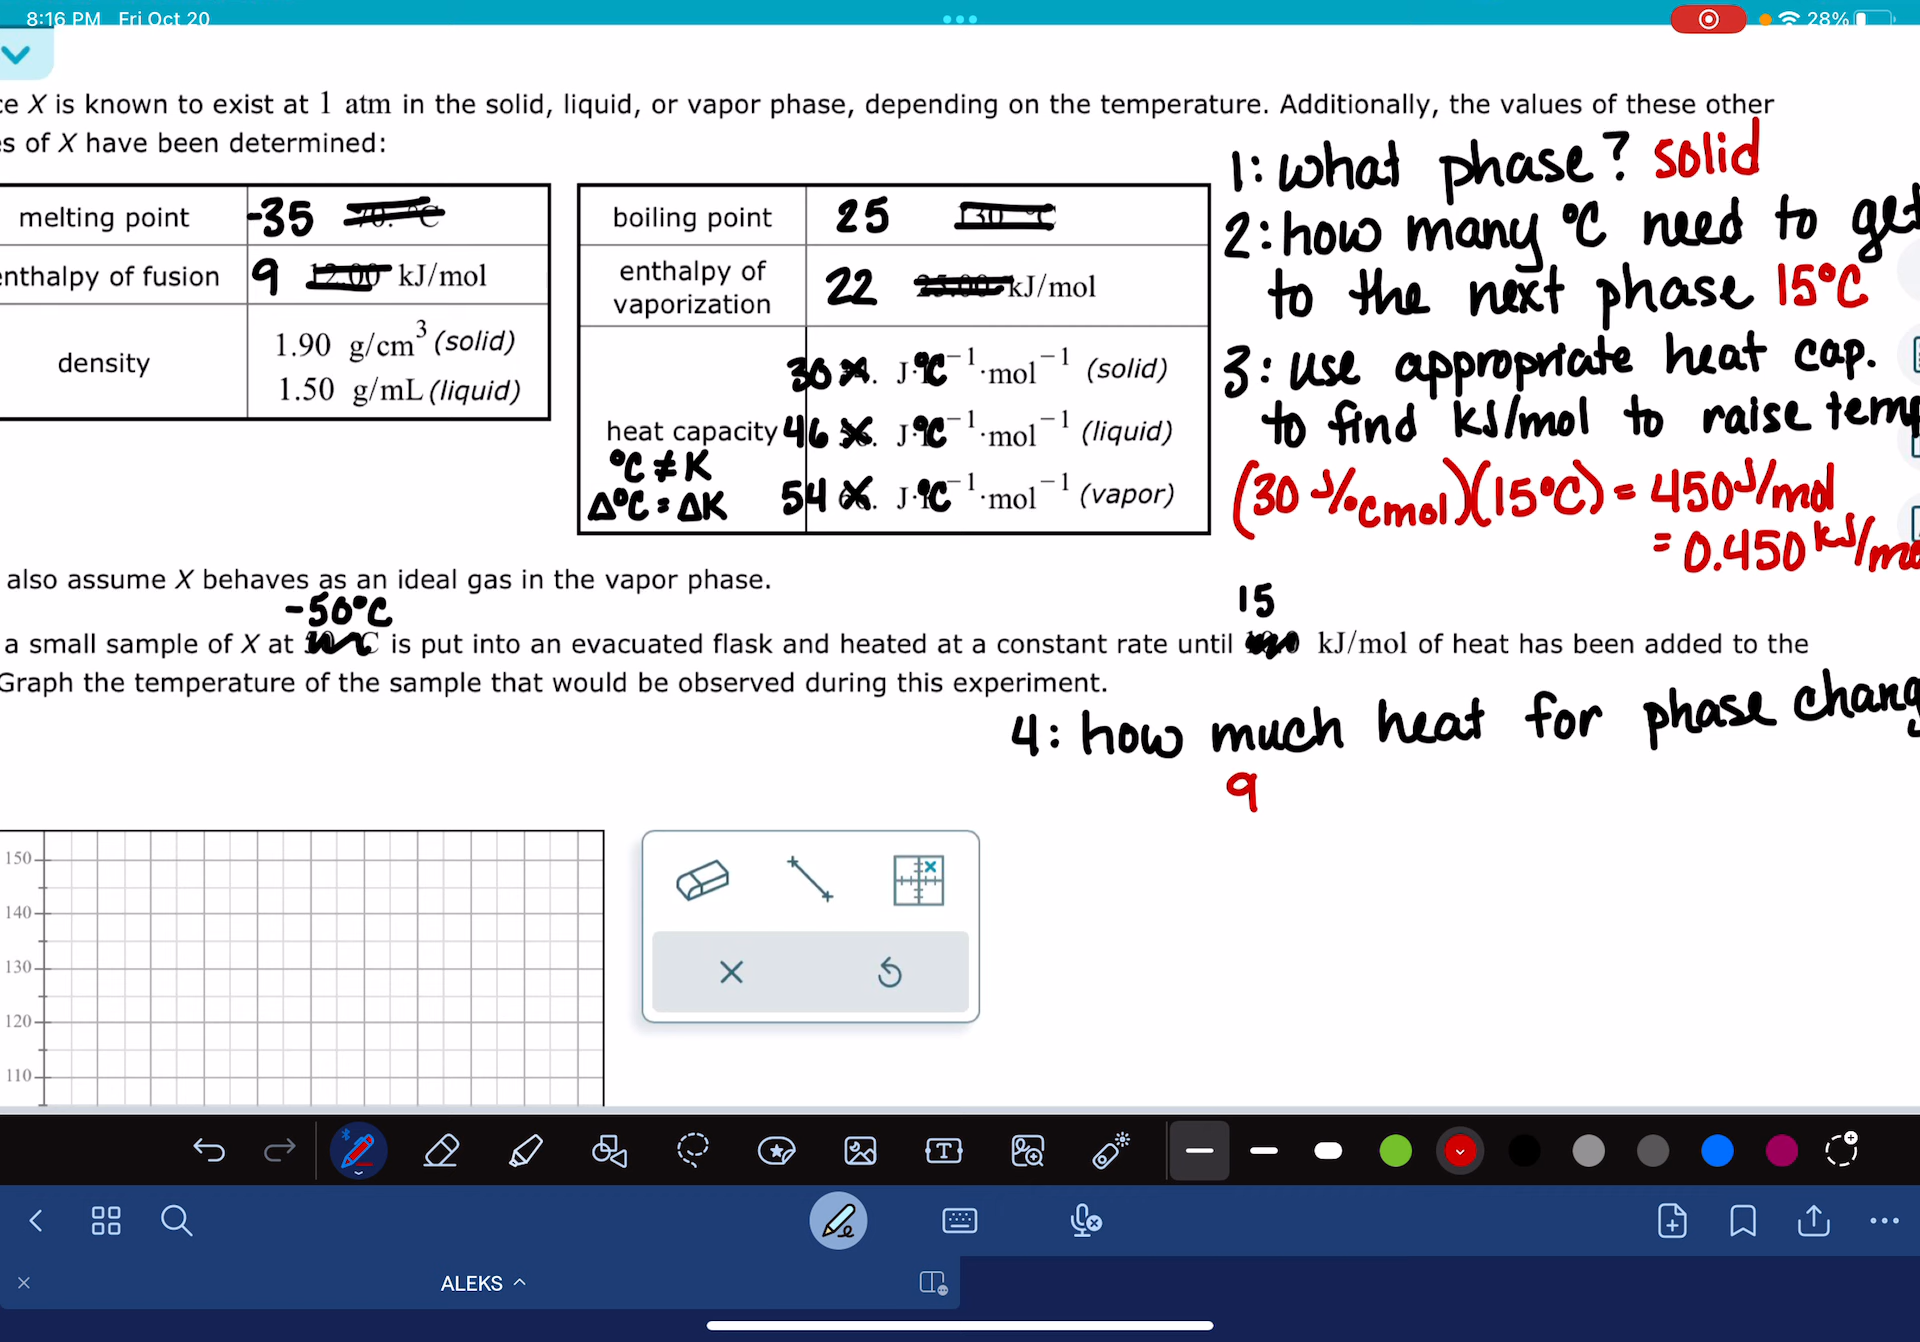 8:16 PM Fri Oct 20
28%
X is known to exist at 1 atm in the solid, liquid, or vapor phase, depending on the temperature. Additionally, the values of these other
of X have been determined:
1: what phase? solid
2: how many °C need to get
to the next phase 15°C
3: use appropriate heat cap.
to find kJ/mol to raise temp
(30 J/°Cmol)(15°C) = 450 J/mol
= 0.450 kJ/mo
melting point -35
enthalpy of fusion 9 kJ/mol
density 1.90 g/cm³ (solid)
1.50 g/mL (liquid)
boiling point 25
enthalpy of
vaporization 22 kJ/mol
30 J·°C⁻¹·mol⁻¹ (solid)
heat capacity 46 J·°C⁻¹·mol⁻¹ (liquid)
°C ≠ K
Δ°C = ΔK 54 J·°C⁻¹·mol⁻¹ (vapor)
also assume X behaves as an ideal gas in the vapor phase.
-50°C
15
a small sample of X at is put into an evacuated flask and heated at a constant rate until kJ/mol of heat has been added to the
Graph the temperature of the sample that would be observed during this experiment.
4: how much heat for phase chang
9
150
140
130
120
110
ALEKS